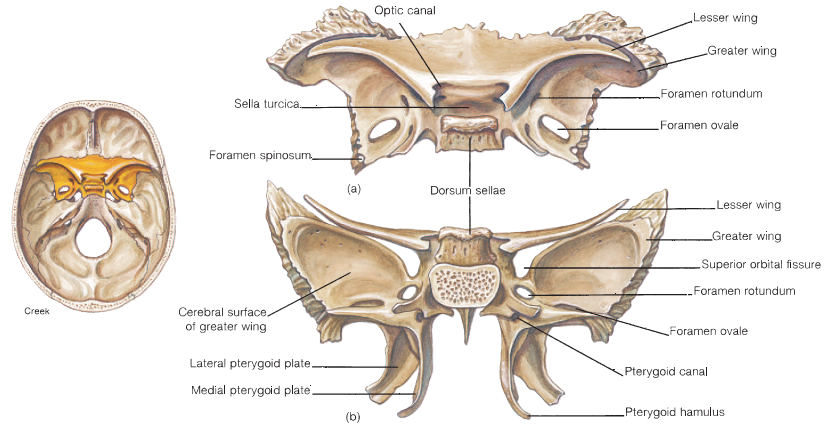 Optic canal
Lesser wing
Greater wing
Sella turcica
Foramen rotundum
Foramen ovale
Foramen spinosum
(a)
Dorsum sellae
Lesser wing
Greater wing
Superior orbital fissure
Foramen rotundum
Creek
Cerebral surface
of greater wing
Foramen ovale
Lateral pterygoid plate
Pterygoid canal
Medial pterygoid plate
(b)
Pterygoid hamulus